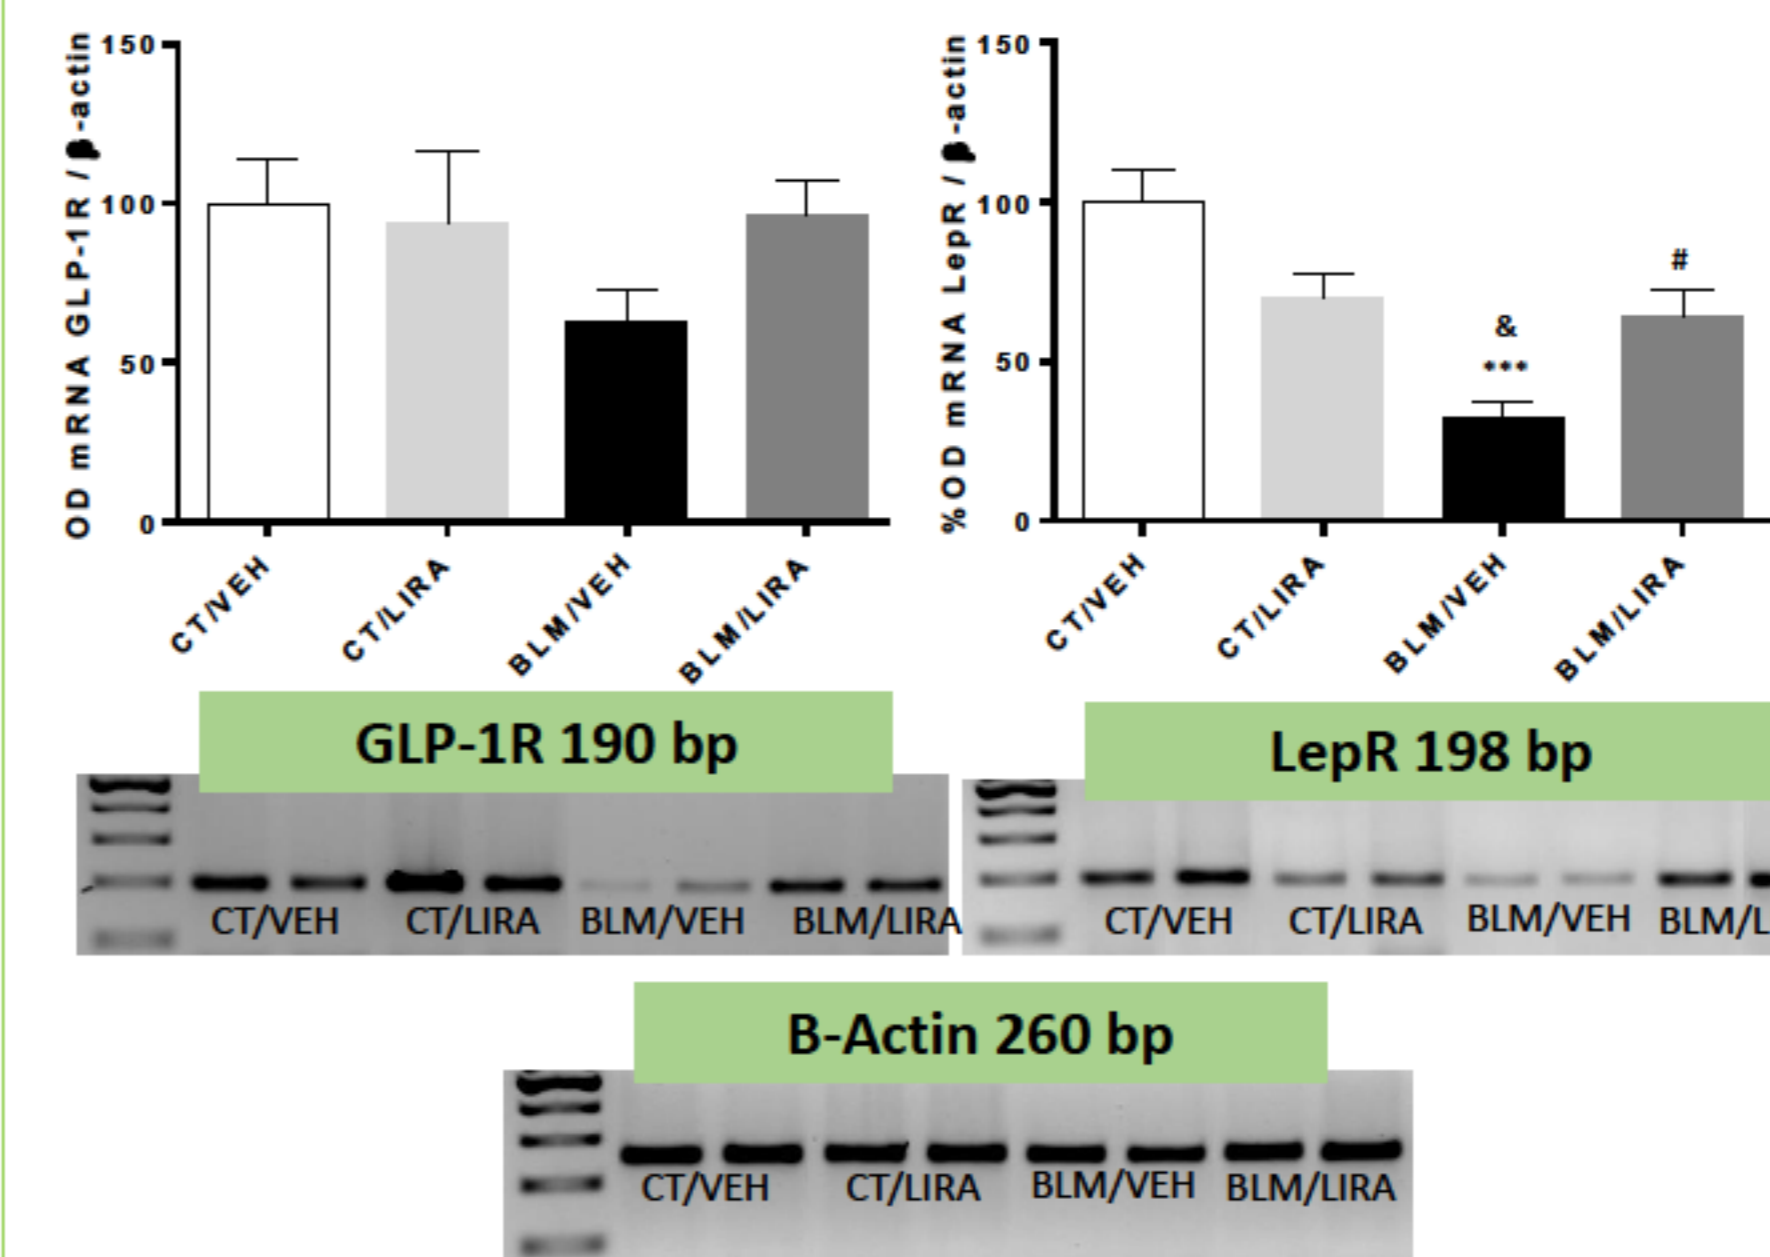 OD mRNA GLP-1R / β-actin
150
100
50
0
CT/VEH
CT/LIRA
BLM/VEH
BLM/LIRA
%OD mRNA LepR / β-actin
150
100
50
0
&
***
#
CT/VEH
CT/LIRA
BLM/VEH
BLM/LIRA
GLP-1R 190 bp
CT/VEH CT/LIRA BLM/VEH BLM/LIRA
LepR 198 bp
CT/VEH CT/LIRA BLM/VEH BLM/L
B-Actin 260 bp
CT/VEH CT/LIRA BLM/VEH BLM/LIRA